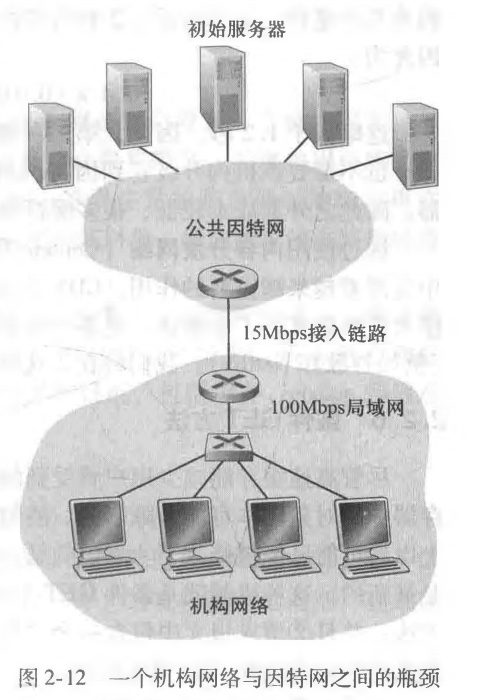 初始服务器
公共因特网
15Mbps接入链路
100Mbps局域网
机构网络
图2-12 一个机构网络与因特网之间的瓶颈